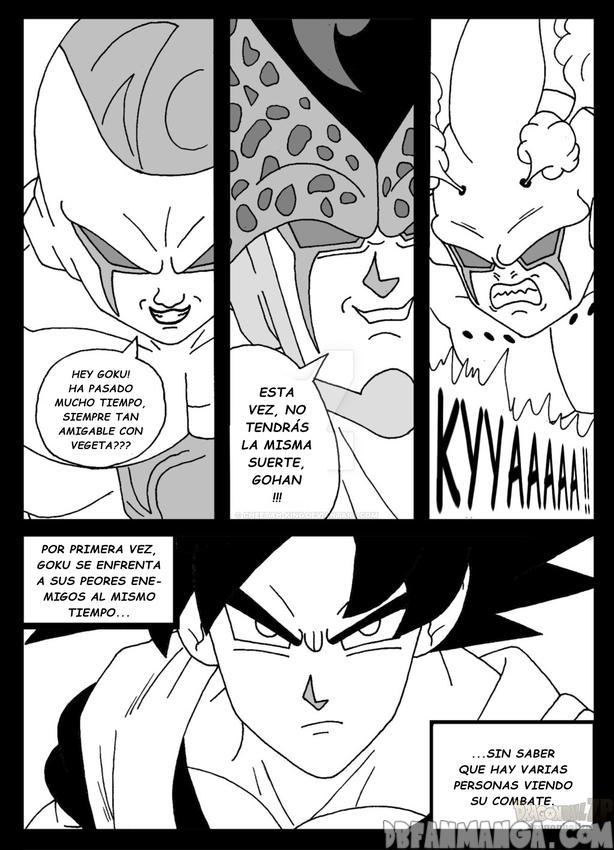 HEY GOKU!
HA PASADO
MUCHO TIEMPO,
SIEMPRE TAN
AMIGABLE CON
VEGETA???
ESTA
VEZ, NO
TENDRÁS
LA MISMA
SUERTE,
GOHAN
!!!
KYYAAAAA!!
POR PRIMERA VEZ,
GOKU SE ENFRENTA
A SUS PEORES ENE-
MIGOS AL MISMO
TIEMPO...
...SIN SABER
QUE HAY VARIAS
PERSONAS VIENDO
SU COMBATE.
DBFANMANGA.COM